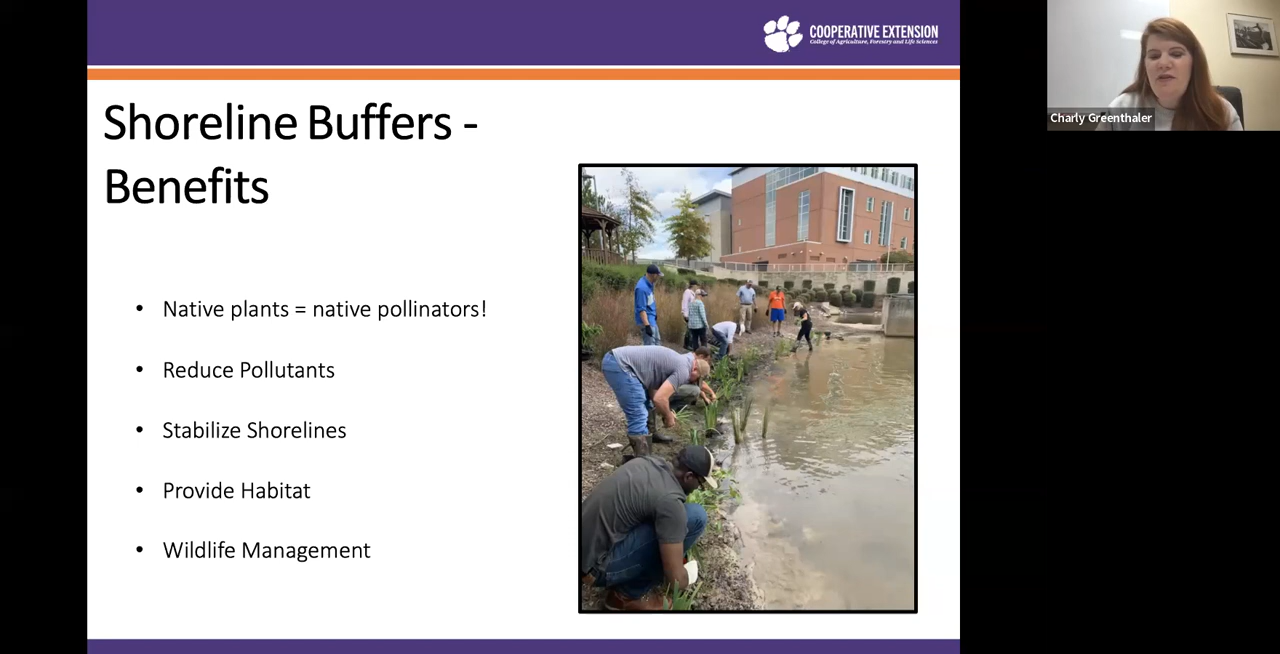 COOPERATIVE EXTENSION
College of Agriculture, Forestry and Life Sciences
Charly Greenthaler
Shoreline Buffers -
Benefits
• Native plants = native pollinators!
• Reduce Pollutants
• Stabilize Shorelines
• Provide Habitat
• Wildlife Management